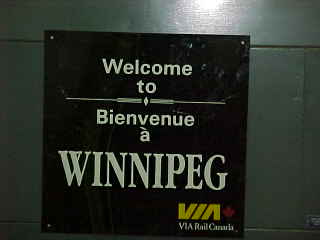 Welcome
to
Bienvenue
à
WINNIPEG
VIA
VIA Rail Canada